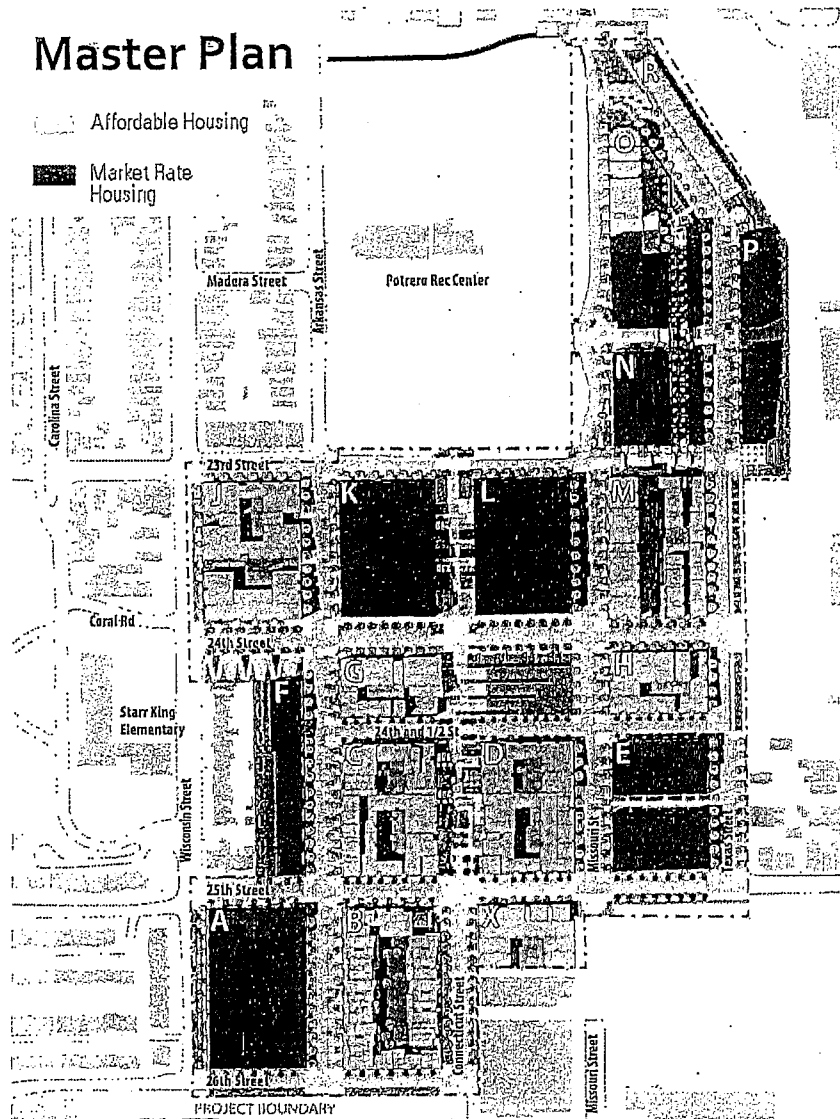 Master Plan
Affordable Housing
Market Rate
Housing
R
O
P
Madera Street
Arkansas Street
Potrero Rec Center
Carolina Street
N
23rd Street
J
K
L
M
Coral Rd
24th Street
G
H
F
Starr King
Elementary
24th and 1/2 St
C
D
E
Wisconsin Street
Missouri St
Texas Street
25th Street
A
B
X
Connecticut Street
Missouri Street
26th Street
PROJECT BOUNDARY